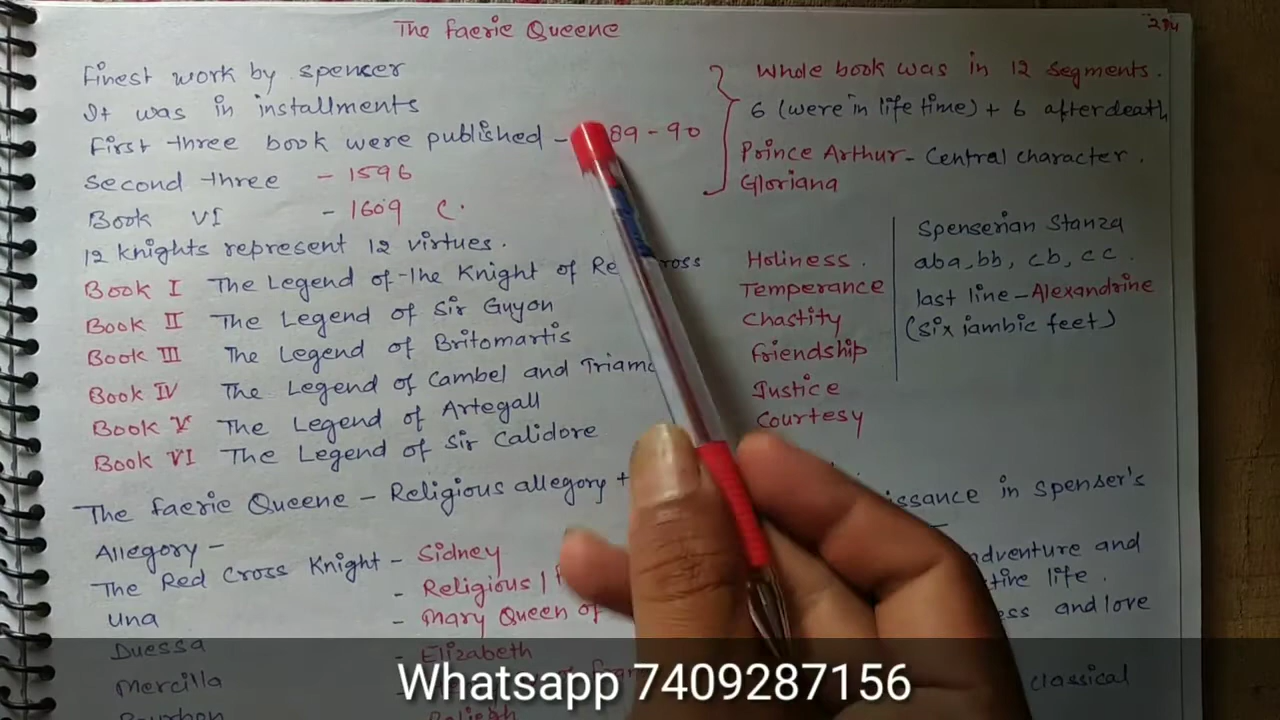 The Faerie Queene
Finest work by spencer
It was in installments
First three book were published - 89-90
Second three - 1596
Book VI - 1609 C.
12 knights represent 12 virtues.
Book I The Legend of the Knight of Re ross
Book II The Legend of Sir Guyon
Book III The Legend of Britomartis
Book IV The Legend of Cambel and Triamo
Book V The Legend of Artegall
Book VI The Legend of Sir Calidore
Whole book was in 12 segments.
6 (were in life time) + 6 after death
Prince Arthur - Central character.
Gloriana
Holiness.
Temperance
Chastity
Friendship
Justice
Courtesy
Spenserian Stanza
aba, bb, cb, cc.
last line - Alexandrine
(six iambic feet)
The Faerie Queene - Religious allegory +
issance in Spenser's
Allegory -
The Red Cross Knight - Sidney
Una - Religious
Duessa - Mary Queen of
Mercilla - Elizabeth
adventure and
tive life.
ss and love
classical
Whatsapp 7409287156